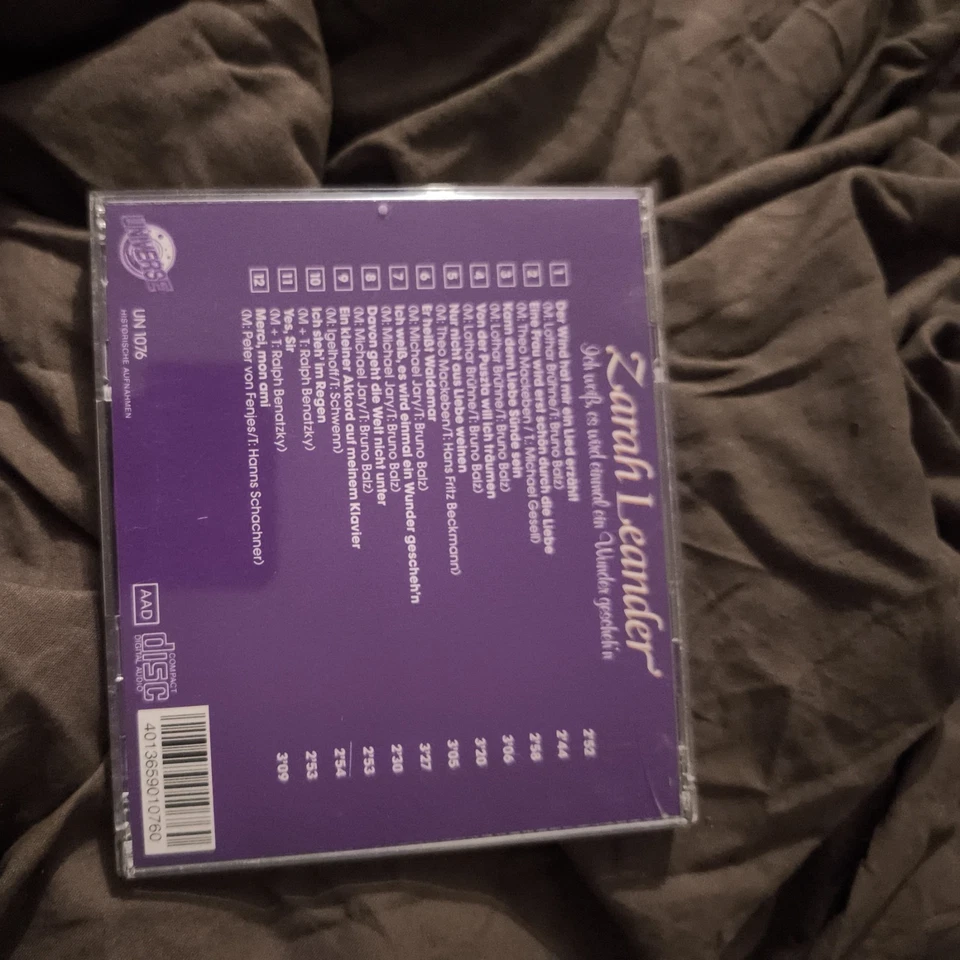 Zarah Leander
Ich weiß, es wird einmal ein Wunder gescheh'n
1 Der Wind hat mir ein Lied erzählt 2'52
(M: Lothar Brühne/T: Bruno Balz)
2 Eine Frau wird erst schön durch die Liebe 2'44
(M: Theo Mackeben / T: Michael Gesell)
3 Kann denn Liebe Sünde sein 2'56
(M: Lothar Brühne/T: Bruno Balz)
4 Von der Puszta will ich träumen 3'06
(M: Lothar Brühne/T: Bruno Balz)
5 Nur nicht aus Liebe weinen 3'20
(M: Theo Mackeben/T: Hans Fritz Beckmann)
6 Er heißt Waldemar 3'05
(M: Michael Jary/T: Bruno Balz)
7 Ich weiß, es wird einmal ein Wunder gescheh'n 3'27
(M: Michael Jary/T: Bruno Balz)
8 Davon geht die Welt nicht unter 2'30
(M: Michael Jary/T: Bruno Balz)
9 Ein kleiner Akkord auf meinem Klavier 2'53
(M: Igelhoff/T: Schwenn)
10 Ich steh' im Regen 2'54
(M + T: Ralph Benatzky)
11 Yes, Sir 2'53
(M + T: Ralph Benatzky)
12 Merci, mon ami 3'09
(M: Peter von Fenjes/T: Hanns Schachner)
UNIVERSE
UN 1076
HISTORISCHE AUFNAHMEN
AAD
COMPACT
disc
DIGITAL AUDIO
4013659010760